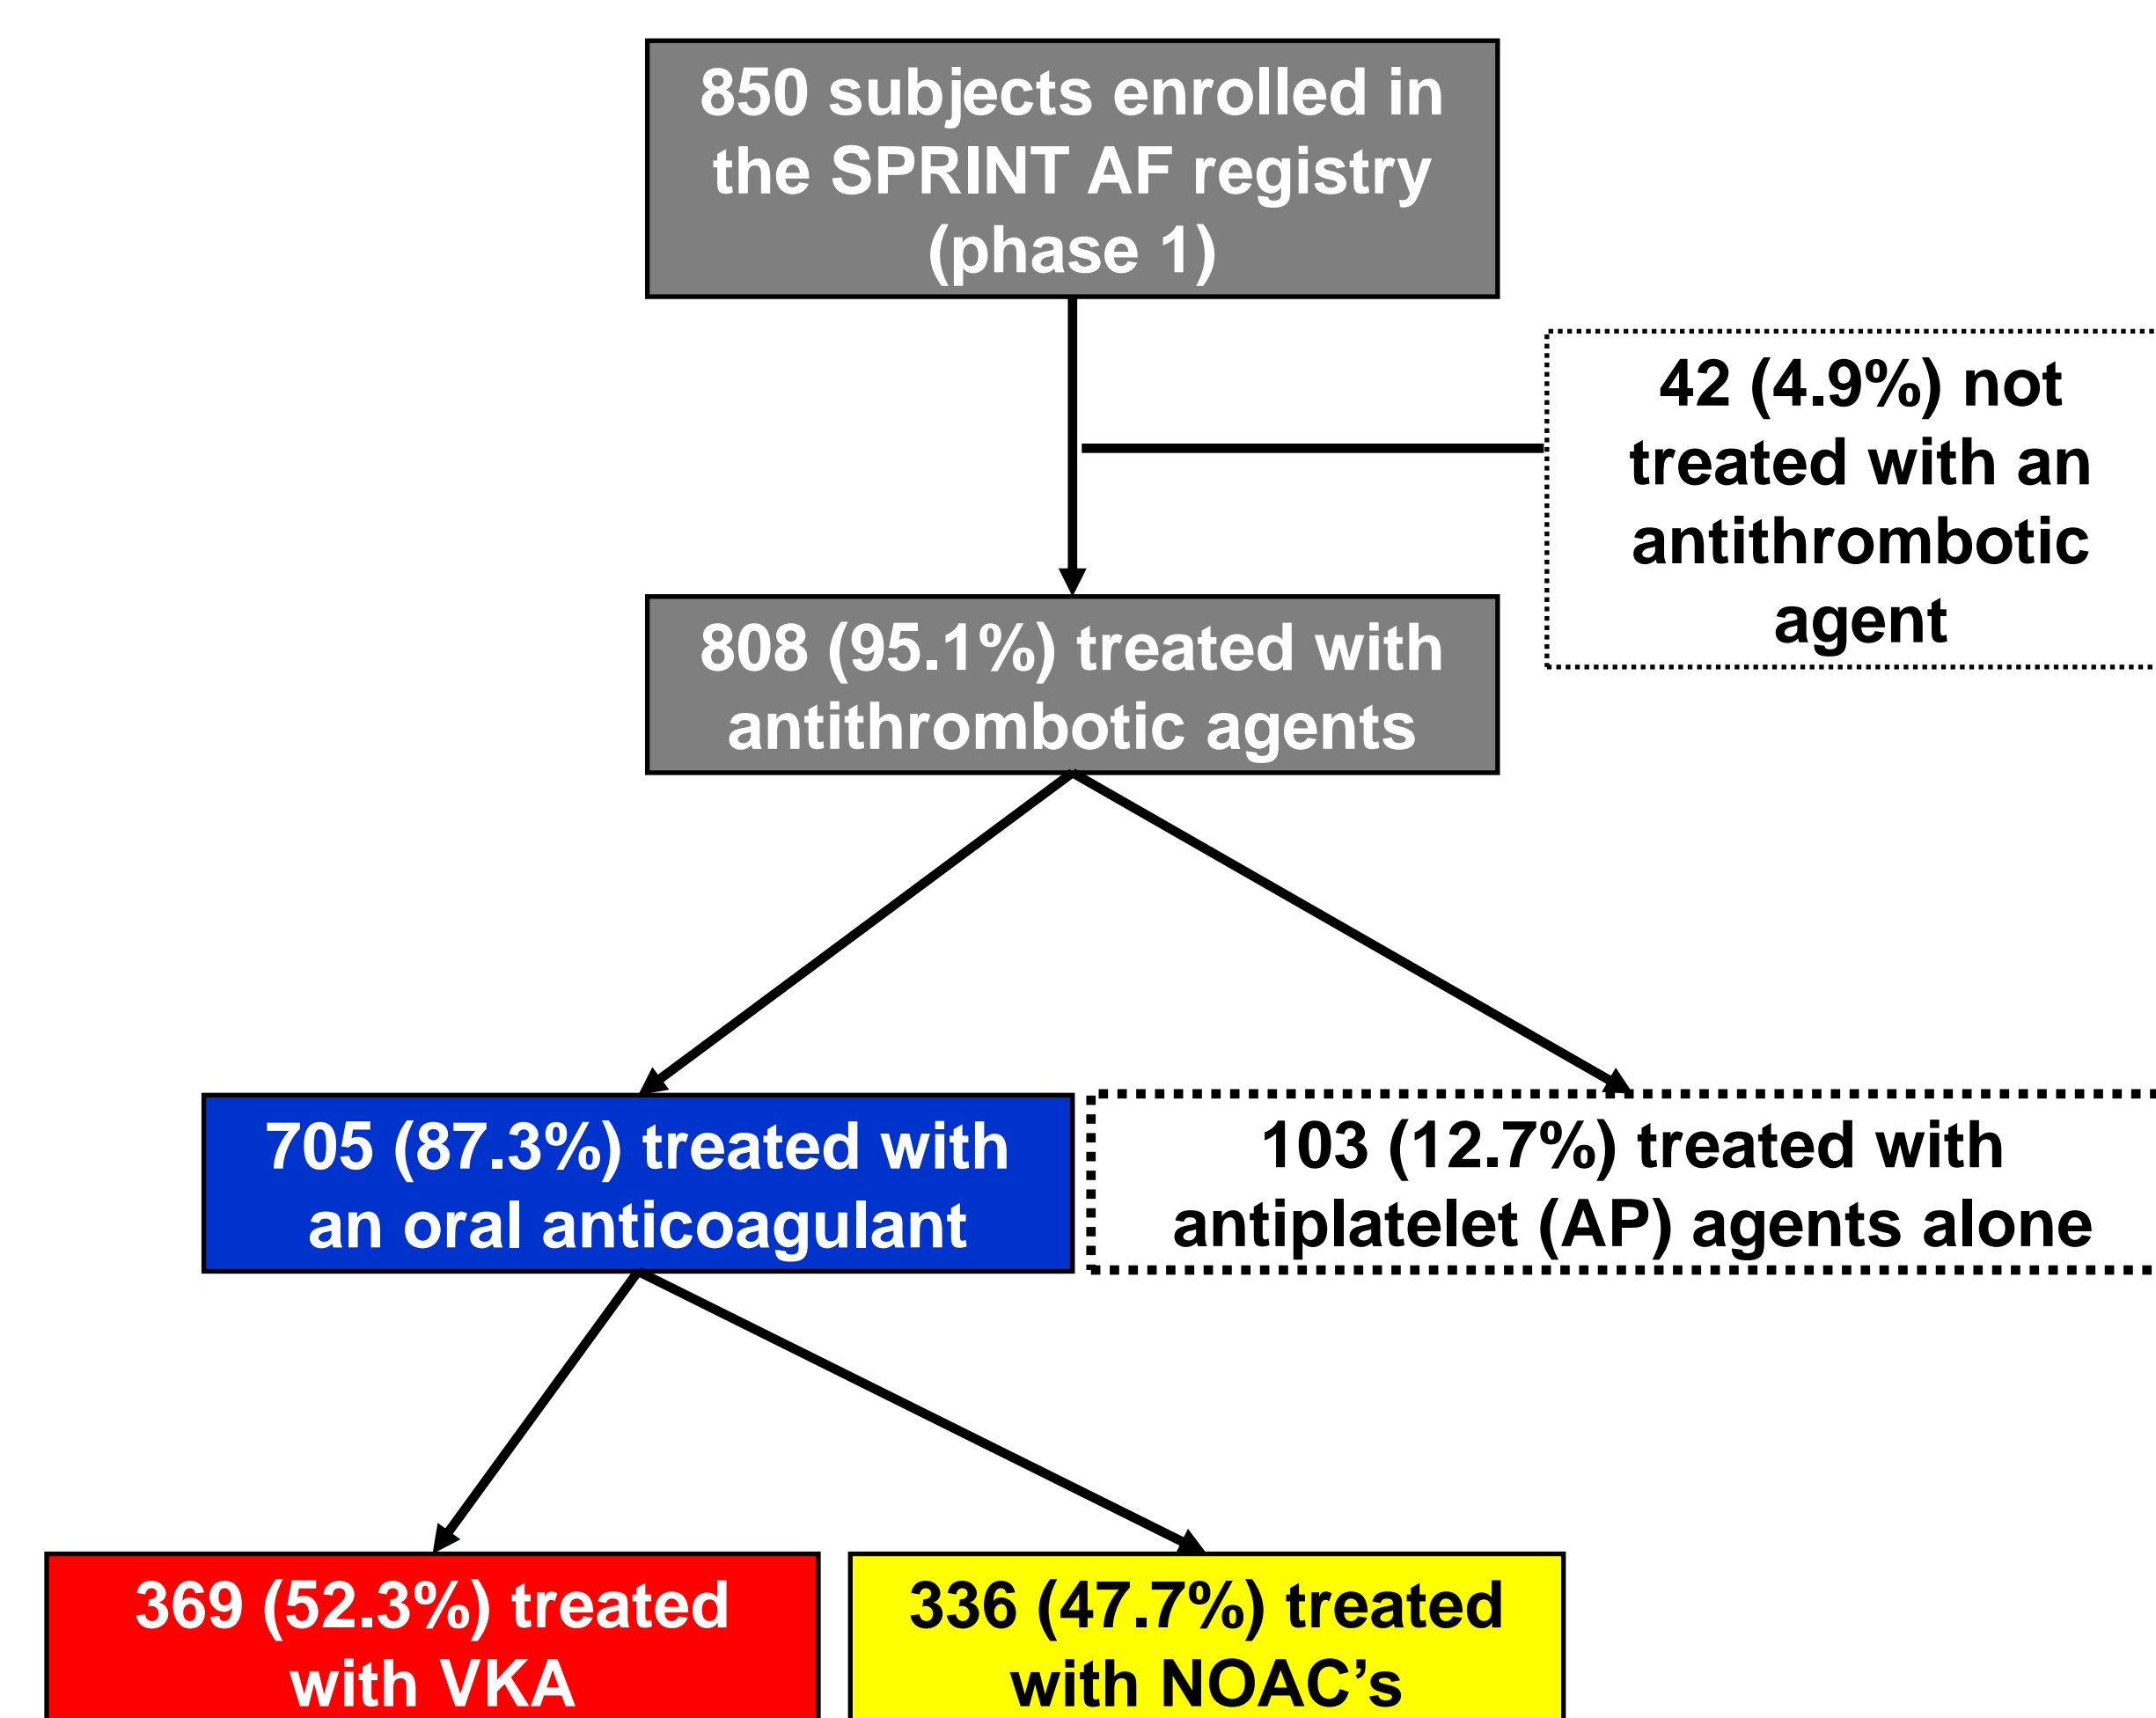 850 subjects enrolled in
the SPRINT AF registry
(phase 1)
42 (4.9%) not
treated with an
antithrombotic
agent
808 (95.1%) treated with
antithrombotic agents
705 (87.3%) treated with
an oral anticoagulant
103 (12.7%) treated with
antiplatelet (AP) agents alone
369 (52.3%) treated
with VKA
336 (47.7%) treated
with NOAC’s